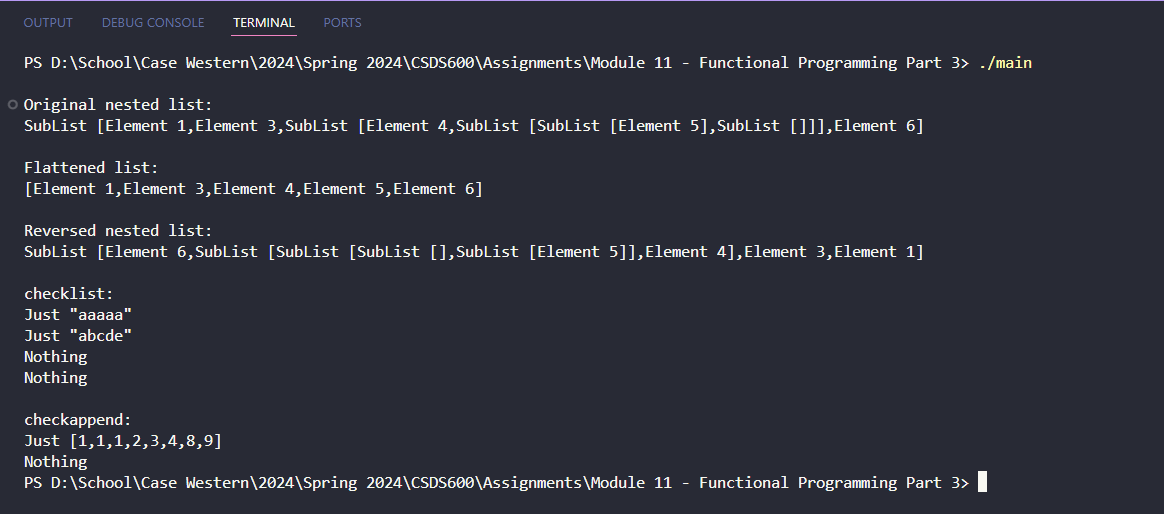 OUTPUT DEBUG CONSOLE TERMINAL PORTS
PS D:\School\Case Western\2024\Spring 2024\CSDS600\Assignments\Module 11 - Functional Programming Part 3> ./main
Original nested list:
SubList [Element 1,Element 3,SubList [Element 4,SubList [SubList [Element 5],SubList []]],Element 6]
Flattened list:
[Element 1,Element 3,Element 4,Element 5,Element 6]
Reversed nested list:
SubList [Element 6,SubList [SubList [SubList [],SubList [Element 5]],Element 4],Element 3,Element 1]
checklist:
Just "aaaaa"
Just "abcde"
Nothing
Nothing
checkappend:
Just [1,1,1,2,3,4,8,9]
Nothing
PS D:\School\Case Western\2024\Spring 2024\CSDS600\Assignments\Module 11 - Functional Programming Part 3>